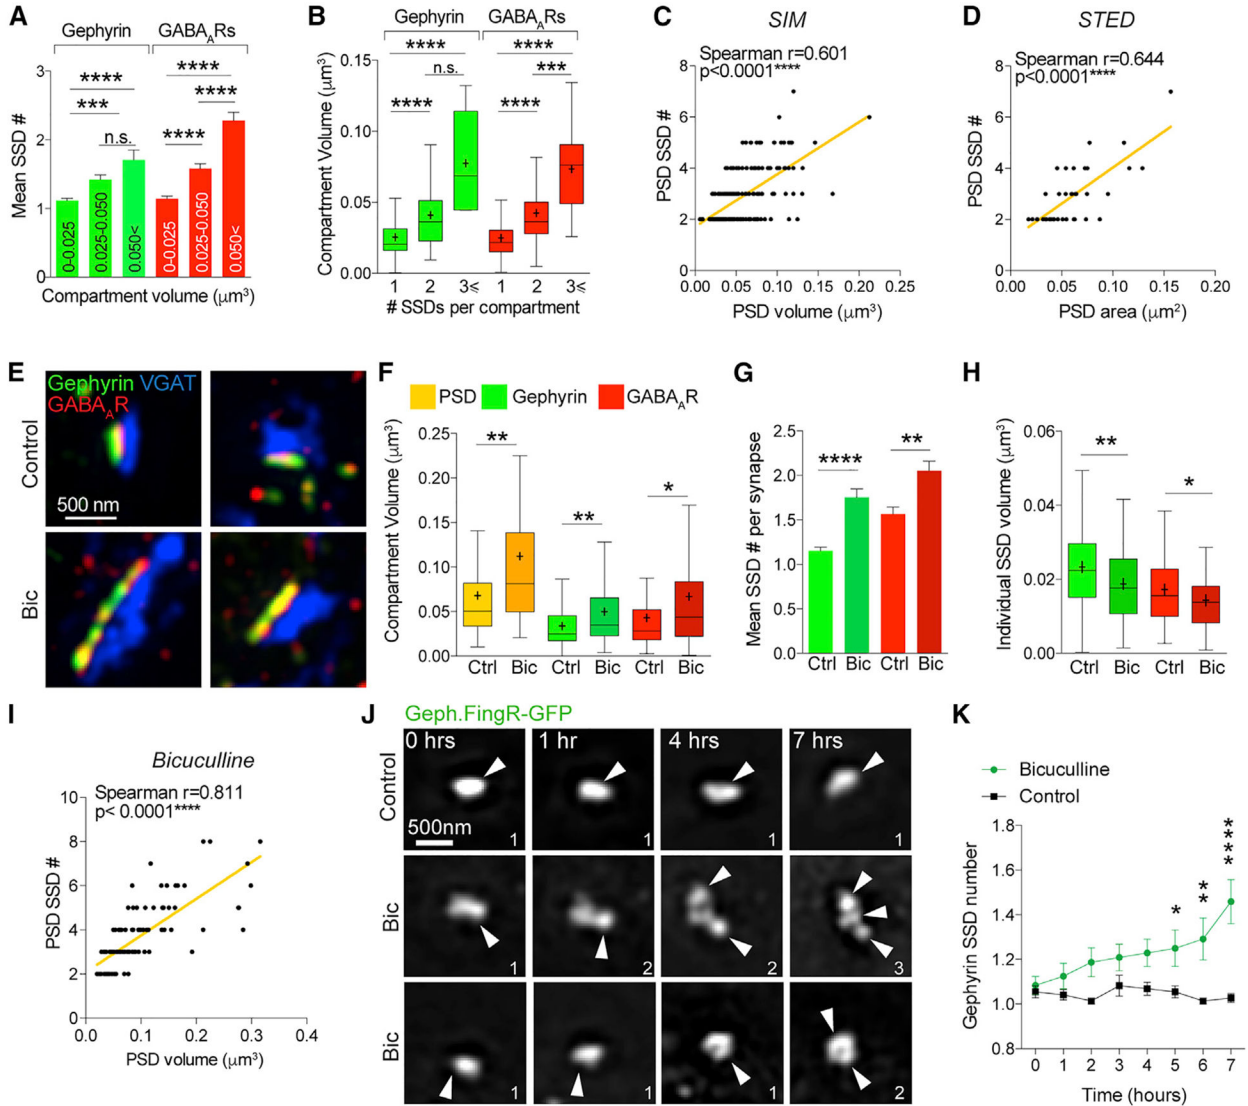 A
Gephyrin
GABA_ARs
Mean SSD #
3
2
1
0
****
***
n.s.
****
****
****
0-0.025
0.025-0.050
0.050<
0-0.025
0.025-0.050
0.050<
Compartment volume (μm³)
B
Gephyrin
GABA_ARs
Compartment Volume (μm³)
0.15
0.10
0.05
0.00
****
n.s.
****
****
***
****
1 2 3⩽ 1 2 3⩽
# SSDs per compartment
C
SIM
Spearman r=0.601
p<0.0001****
PSD SSD #
8
6
4
2
0
0.00 0.05 0.10 0.15 0.20 0.25
PSD volume (μm³)
D
STED
Spearman r=0.644
p<0.0001****
PSD SSD #
8
6
4
2
0
0.00 0.05 0.10 0.15 0.20
PSD area (μm²)
E
Gephyrin VGAT
GABA_AR
Control
500 nm
Bic
F
PSD Gephyrin GABA_AR
Compartment Volume (μm³)
0.25
0.20
0.15
0.10
0.05
0.00
**
**
*
Ctrl Bic Ctrl Bic Ctrl Bic
G
Mean SSD # per synapse
2.5
2.0
1.5
1.0
0.5
0.0
****
**
Ctrl Bic Ctrl Bic
H
Individual SSD volume (μm³)
0.06
0.04
0.02
0.00
**
*
Ctrl Bic Ctrl Bic
I
Bicuculline
Spearman r=0.811
p< 0.0001****
PSD SSD #
10
8
6
4
2
0
0.0 0.1 0.2 0.3 0.4
PSD volume (μm³)
J
Geph.FingR-GFP
0 hrs 1 hr 4 hrs 7 hrs
Control
500nm
1 1 1 1
Bic
1 2 2 3
Bic
1 1 1 2
K
Bicuculline
Control
Gephyrin SSD number
1.8
1.6
1.4
1.2
1.0
0.8
*
**
****
0 1 2 3 4 5 6 7
Time (hours)